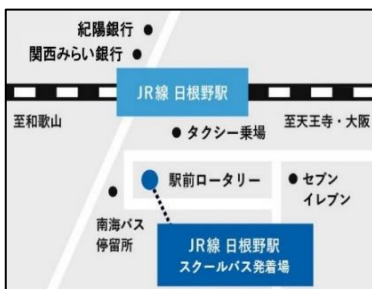 紀陽銀行
関西みらい銀行
JR線 日根野駅
至和歌山
至天王寺・大阪
タクシー乗場
駅前ロータリー
セブン
イレブン
南海バス
停留所
JR線 日根野駅
スクールバス発着場